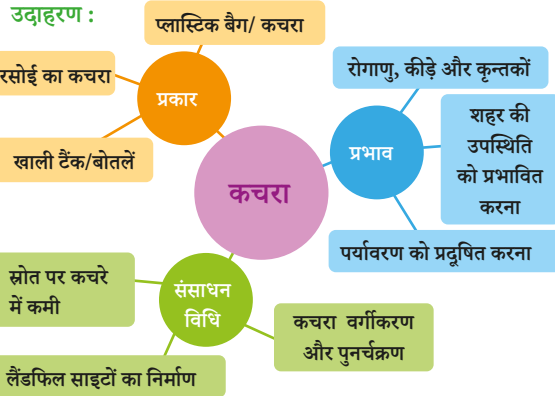 उदाहरण :
प्लास्टिक बैग/ कचरा
रसोई का कचरा
प्रकार
खाली टैंक/बोतलें
रोगाणु, कीड़े और कृन्तकों
प्रभाव
शहर की
उपस्थिति
को प्रभावित
करना
पर्यावरण को प्रदूषित करना
कचरा
स्रोत पर कचरे
में कमी
संसाधन
विधि
कचरा वर्गीकरण
और पुनर्चक्रण
लैंडफिल साइटों का निर्माण